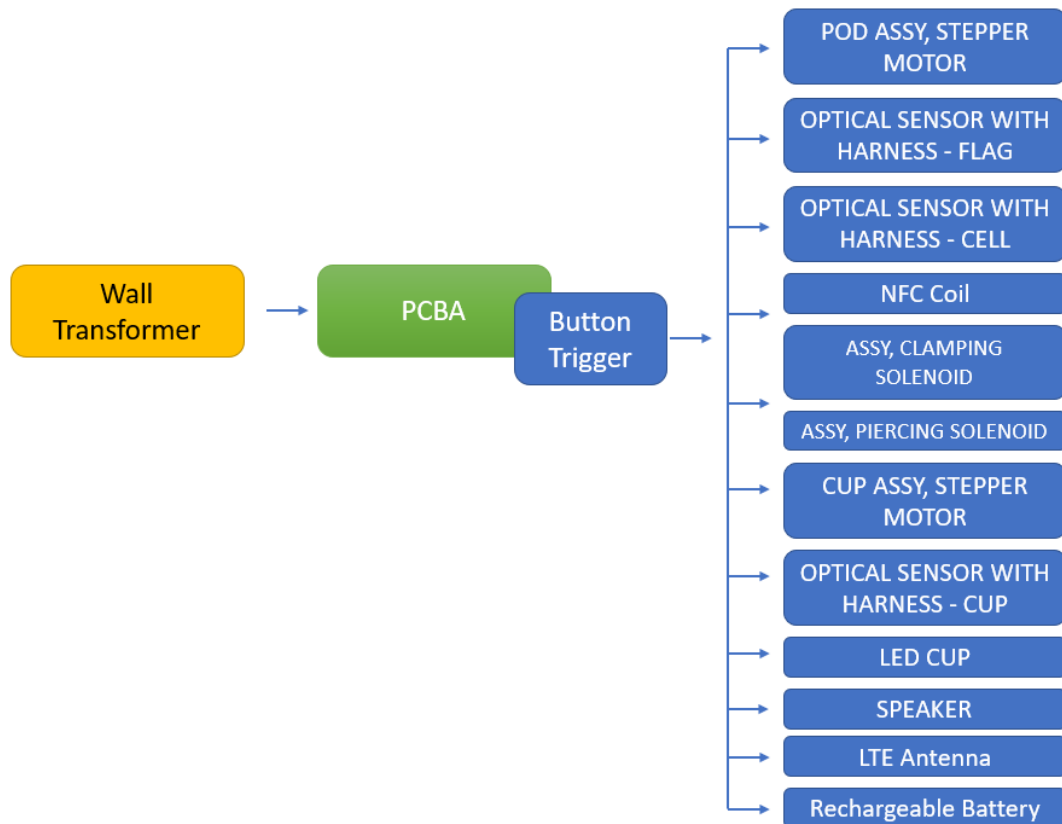 Wall
Transformer
PCBA
Button
Trigger
POD ASSY, STEPPER
MOTOR
OPTICAL SENSOR WITH
HARNESS - FLAG
OPTICAL SENSOR WITH
HARNESS - CELL
NFC Coil
ASSY, CLAMPING
SOLENOID
ASSY, PIERCING SOLENOID
CUP ASSY, STEPPER
MOTOR
OPTICAL SENSOR WITH
HARNESS - CUP
LED CUP
SPEAKER
LTE Antenna
Rechargeable Battery